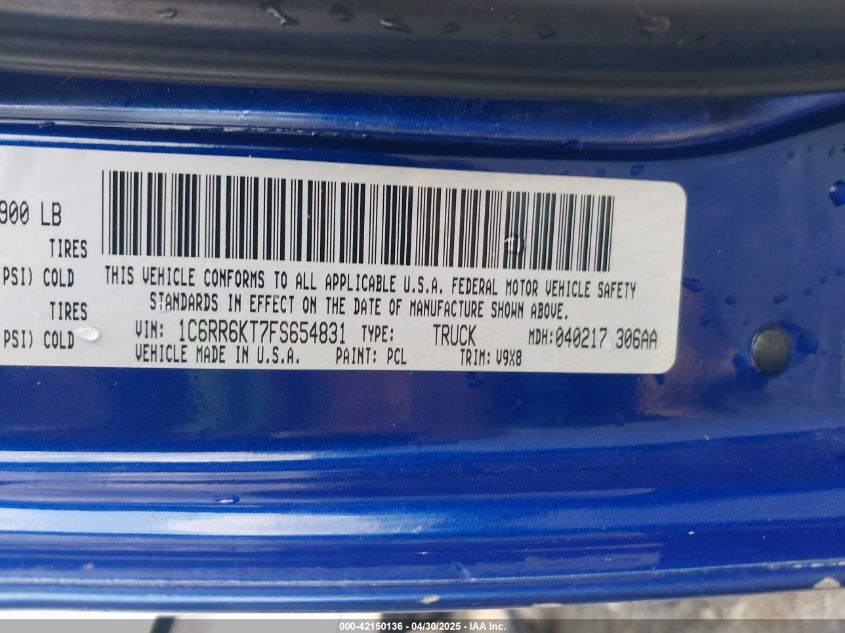 900 LB
TIRES
PSI) COLD
TIRES
PSI) COLD
THIS VEHICLE CONFORMS TO ALL APPLICABLE U.S.A. FEDERAL MOTOR VEHICLE SAFETY
STANDARDS IN EFFECT ON THE DATE OF MANUFACTURE SHOWN ABOVE.
VIN: 1C6RR6KT7FS654831 TYPE: TRUCK MDH:040217 306AA
VEHICLE MADE IN U.S.A. PAINT: PCL TRIM: V9X8
000-42150136 - 04/30/2025 - IAA Inc.